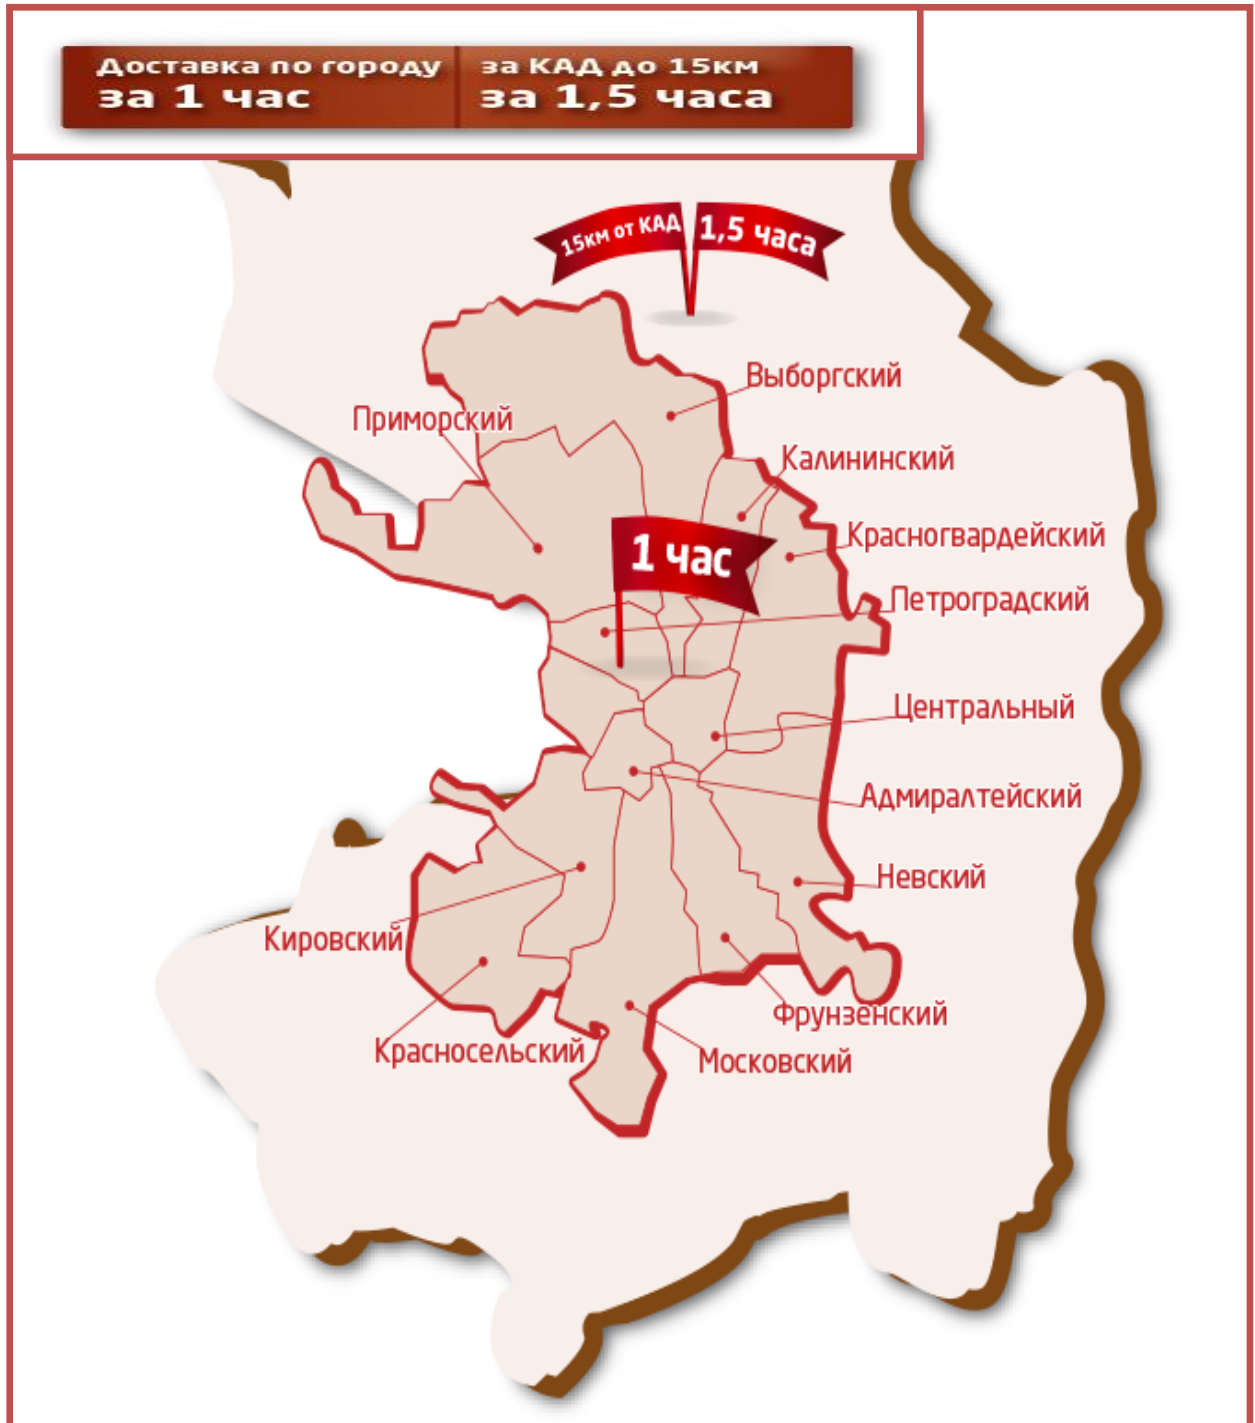 Доставка по городу
за 1 час
за КАД до 15км
за 1,5 часа
15км от КАД
1,5 часа
Выборгский
Приморский
Калининский
Красногвардейский
1 час
Петроградский
Центральный
Адмиралтейский
Невский
Кировский
Фрунзенский
Красносельский
Московский